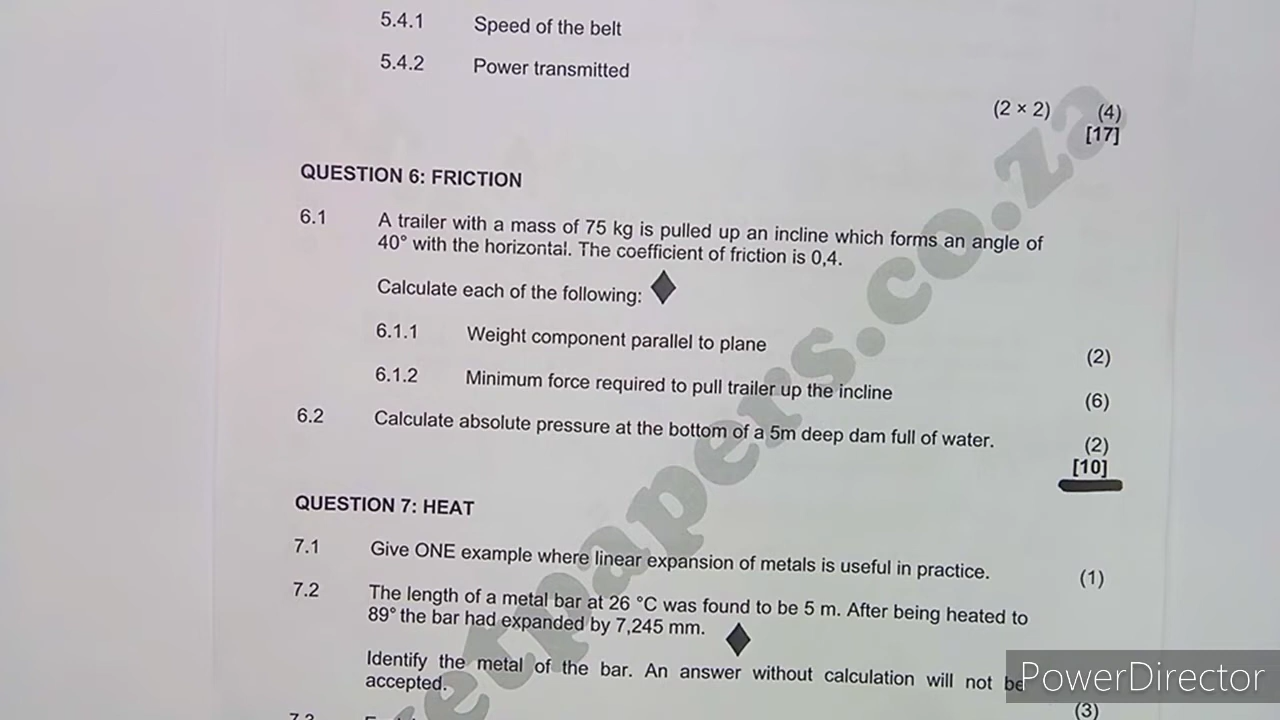 5.4.1 Speed of the belt
5.4.2 Power transmitted
(2 × 2) (4)
[17]
QUESTION 6: FRICTION
6.1 A trailer with a mass of 75 kg is pulled up an incline which forms an angle of
40° with the horizontal. The coefficient of friction is 0,4.
Calculate each of the following:
6.1.1 Weight component parallel to plane (2)
6.1.2 Minimum force required to pull trailer up the incline (6)
6.2 Calculate absolute pressure at the bottom of a 5m deep dam full of water. (2)
[10]
QUESTION 7: HEAT
7.1 Give ONE example where linear expansion of metals is useful in practice. (1)
7.2 The length of a metal bar at 26 °C was found to be 5 m. After being heated to
89° the bar had expanded by 7,245 mm.
Identify the metal of the bar. An answer without calculation will not be
accepted.
(3)
etpapers.co.za
PowerDirector